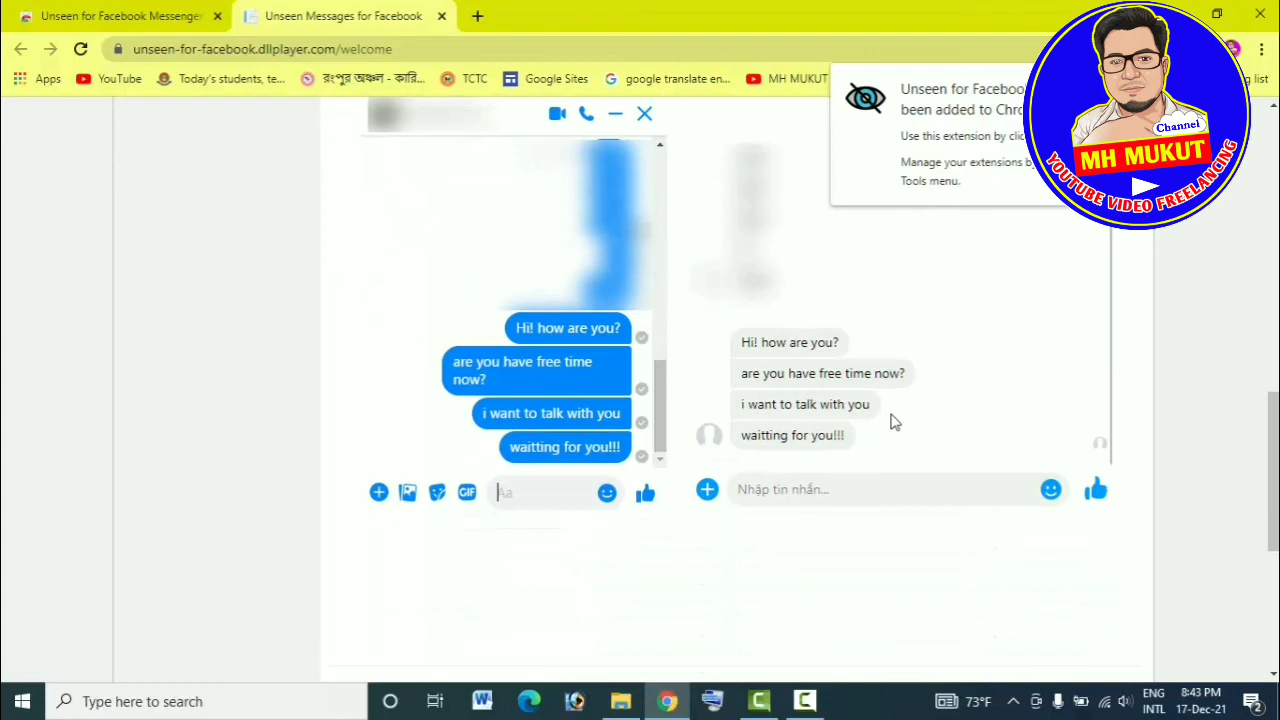 Unseen for Facebook Messenger
Unseen Messages for Facebook
unseen-for-facebook.dllplayer.com/welcome
Apps
YouTube
Today's students, te...
রংপুর অঞ্চল - কারি...
TCTC
Google Sites
google translate en...
MH MUKUT
ng list
Unseen for Faceboo
been added to Chro
Use this extension by clic
Manage your extensions b
Tools menu.
Channel
MH MUKUT
YOUTUBE VIDEO FREELANCING
Hi! how are you?
are you have free time
now?
i want to talk with you
waitting for you!!!
GIF
Aa
Hi! how are you?
are you have free time now?
i want to talk with you
waitting for you!!!
Nhập tin nhắn...
Type here to search
73°F
ENG
INTL
8:43 PM
17-Dec-21
2